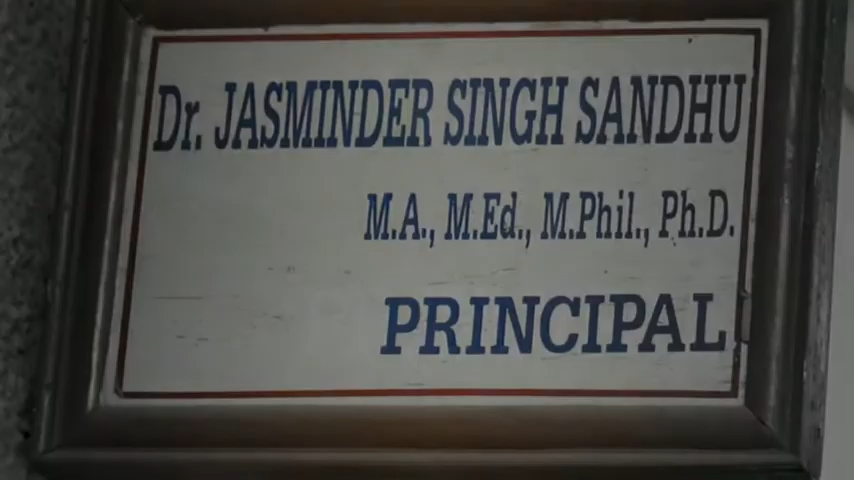 Dr. JASMINDER SINGH SANDHU
M.A., M.Ed., M.Phil., Ph.D.
PRINCIPAL